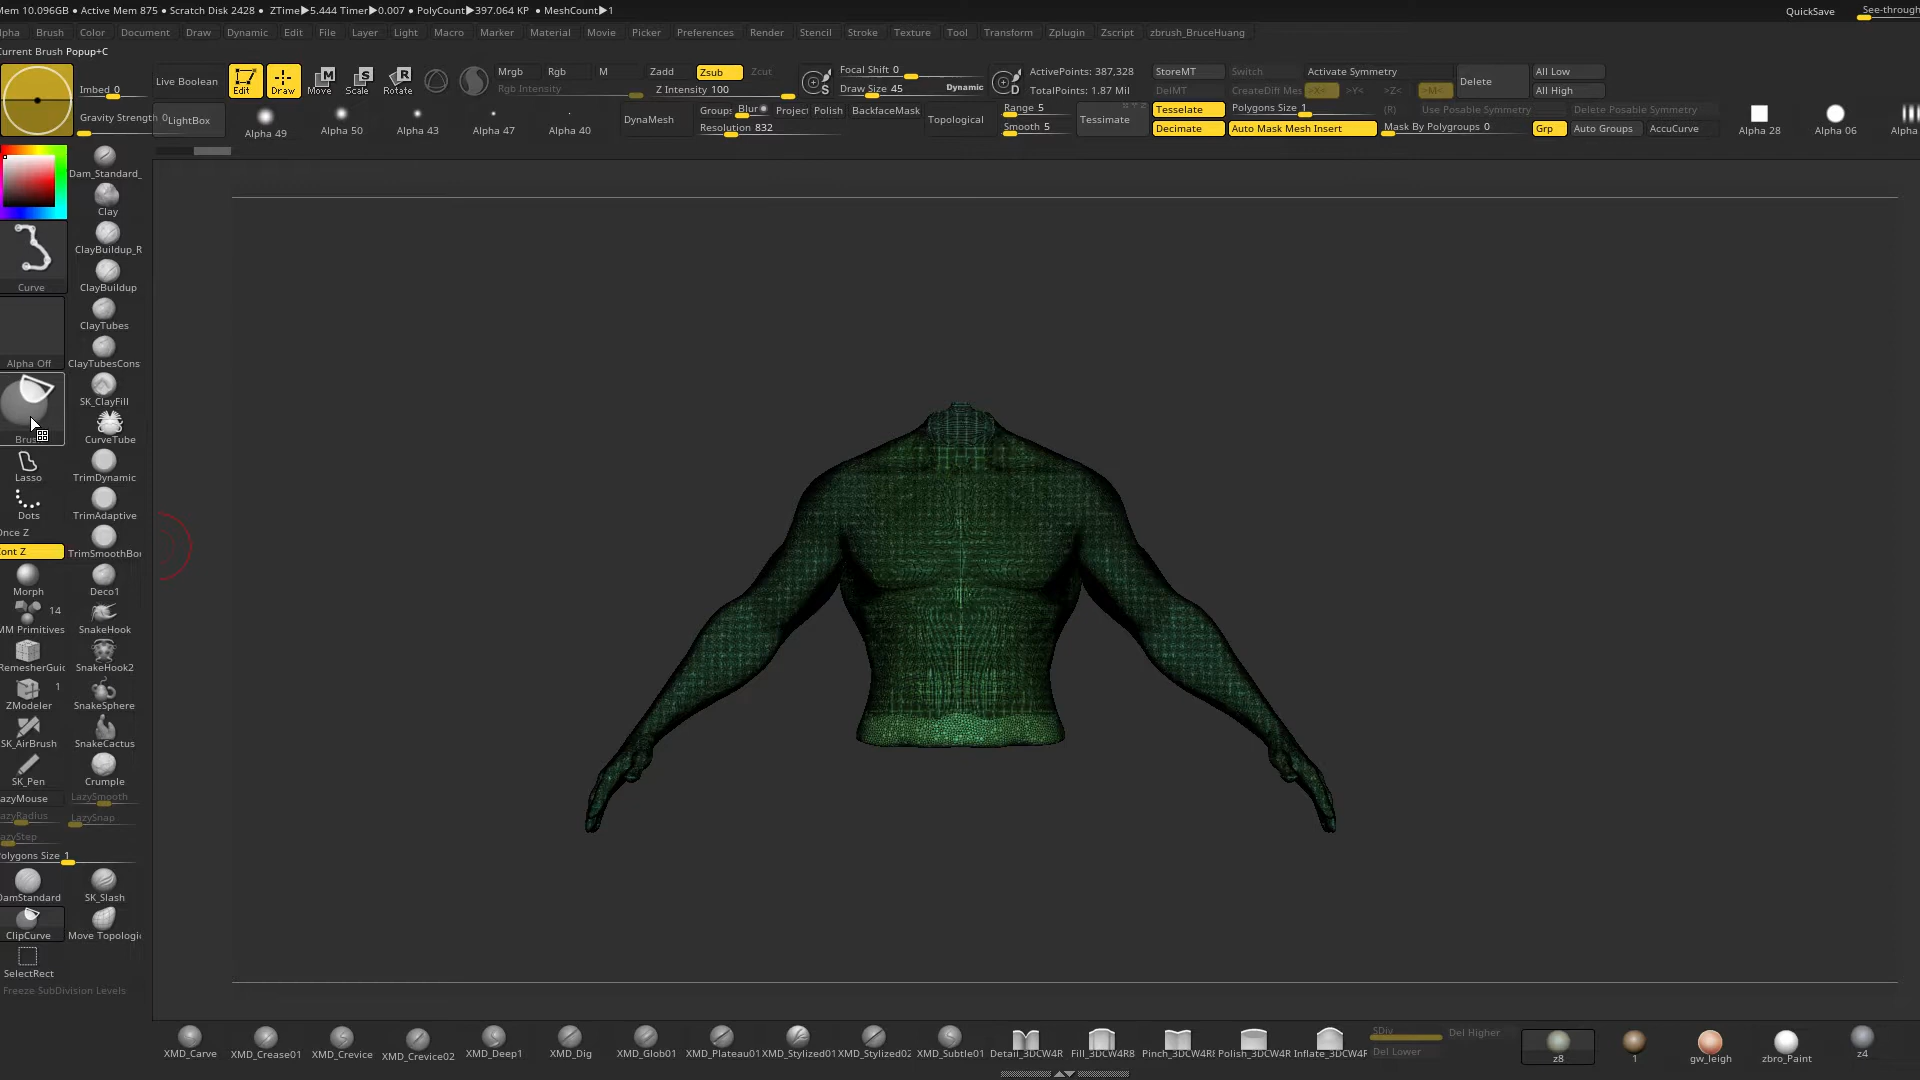 Mem 10.096GB • Active Mem 875 • Scratch Disk 2428 • ZTime▶5.444 Timer▶0.007 • PolyCount▶397.064 KP • MeshCount▶1
QuickSave
See-through
lpha Brush Color Document Draw Dynamic Edit File Layer Light Macro Marker Material Movie Picker Preferences Render Stencil Stroke Texture Tool Transform Zplugin Zscript zbrush_BruceHuang
Current Brush Popup+C
Imbed 0
Gravity Strength 0
Live Boolean
LightBox
Edit Draw Move Scale Rotate
Mrgb Rgb M Zadd Zsub Zcut
Rgb Intensity Z Intensity 100
S
Focal Shift 0
Draw Size 45 Dynamic
D
ActivePoints: 387,328
TotalPoints: 1.87 Mil
StoreMT Switch Activate Symmetry
DelMT CreateDiff Mes >X< >Y< >Z< >M<
Delete
All Low
All High
Alpha 49 Alpha 50 Alpha 43 Alpha 47 Alpha 40
DynaMesh
Groups Blur Project Polish BackfaceMask
Resolution 832
Topological
Range 5
Smooth 5
Tessimate
Tesselate Polygons Size 1 (R) Use Posable Symmetry Delete Posable Symmetry
Decimate Auto Mask Mesh Insert Mask By Polygroups 0 Grp Auto Groups AccuCurve
Alpha 28 Alpha 06 Alpha
Dam_Standard_
Clay
ClayBuildup_R
Curve ClayBuildup
ClayTubes
Alpha Off ClayTubesCons
SK_ClayFill
Brus CurveTube
Lasso TrimDynamic
Dots TrimAdaptive
Once Z
Cont Z TrimSmoothBor
Morph Deco1
14
MM Primitives SnakeHook
RemesherGuid SnakeHook2
1
ZModeler SnakeSphere
SK_AirBrush SnakeCactus
SK_Pen Crumple
LazyMouse LazySmooth
LazyRadius LazySnap
LazyStep
Polygons Size 1
DamStandard SK_Slash
ClipCurve Move Topologic
SelectRect
Freeze SubDivision Levels
XMD_Carve XMD_Crease01 XMD_Crevice XMD_Crevice02 XMD_Deep1 XMD_Dig XMD_Glob01 XMD_Plateau01 XMD_Stylized01 XMD_Stylized02 XMD_Subtle01 Detail_3DCW4R Fill_3DCW4R8 Pinch_3DCW4R8 Polish_3DCW4R Inflate_3DCW4R
SDiv Del Higher
Del Lower
z8 1 gw_leigh zbro_Paint z4